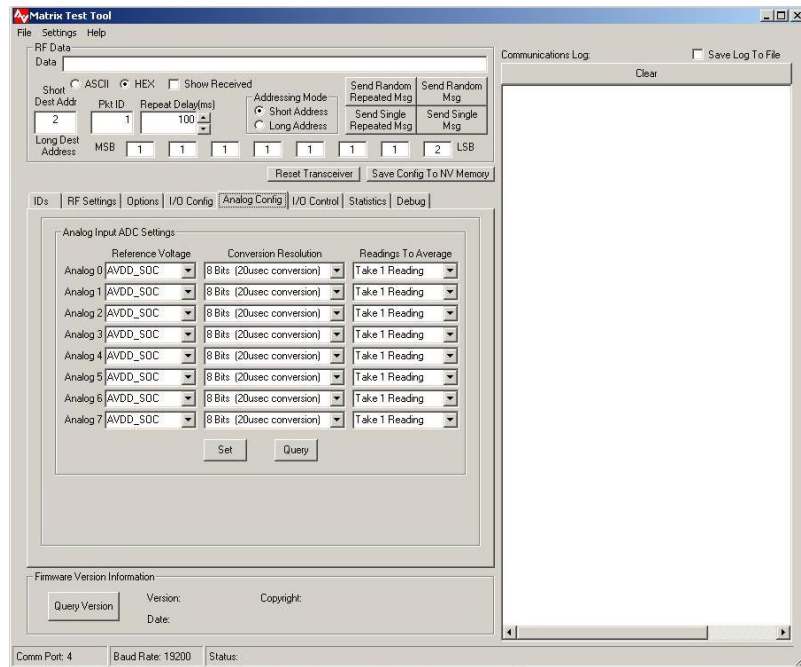 Matrix Test Tool
File Settings Help
RF Data
Data
ASCII HEX Show Received
Short Dest Addr
2
Pkt ID
1
Repeat Delay(ms)
100
Addressing Mode
Short Address
Long Address
Send Random Repeated Msg
Send Random Msg
Send Single Repeated Msg
Send Single Msg
Long Dest Address
MSB 1 1 1 1 1 1 1 2 LSB
Reset Transceiver Save Config To NV Memory
IDs RF Settings Options I/O Config Analog Config I/O Control Statistics Debug
Analog Input ADC Settings
Reference Voltage Conversion Resolution Readings To Average
Analog 0 AVDD_SOC 8 Bits (20usec conversion) Take 1 Reading
Analog 1 AVDD_SOC 8 Bits (20usec conversion) Take 1 Reading
Analog 2 AVDD_SOC 8 Bits (20usec conversion) Take 1 Reading
Analog 3 AVDD_SOC 8 Bits (20usec conversion) Take 1 Reading
Analog 4 AVDD_SOC 8 Bits (20usec conversion) Take 1 Reading
Analog 5 AVDD_SOC 8 Bits (20usec conversion) Take 1 Reading
Analog 6 AVDD_SOC 8 Bits (20usec conversion) Take 1 Reading
Analog 7 AVDD_SOC 8 Bits (20usec conversion) Take 1 Reading
Set Query
Firmware Version Information
Query Version
Version: Copyright:
Date:
Communications Log: Save Log To File
Clear
Comm Port: 4 Baud Rate: 19200 Status: